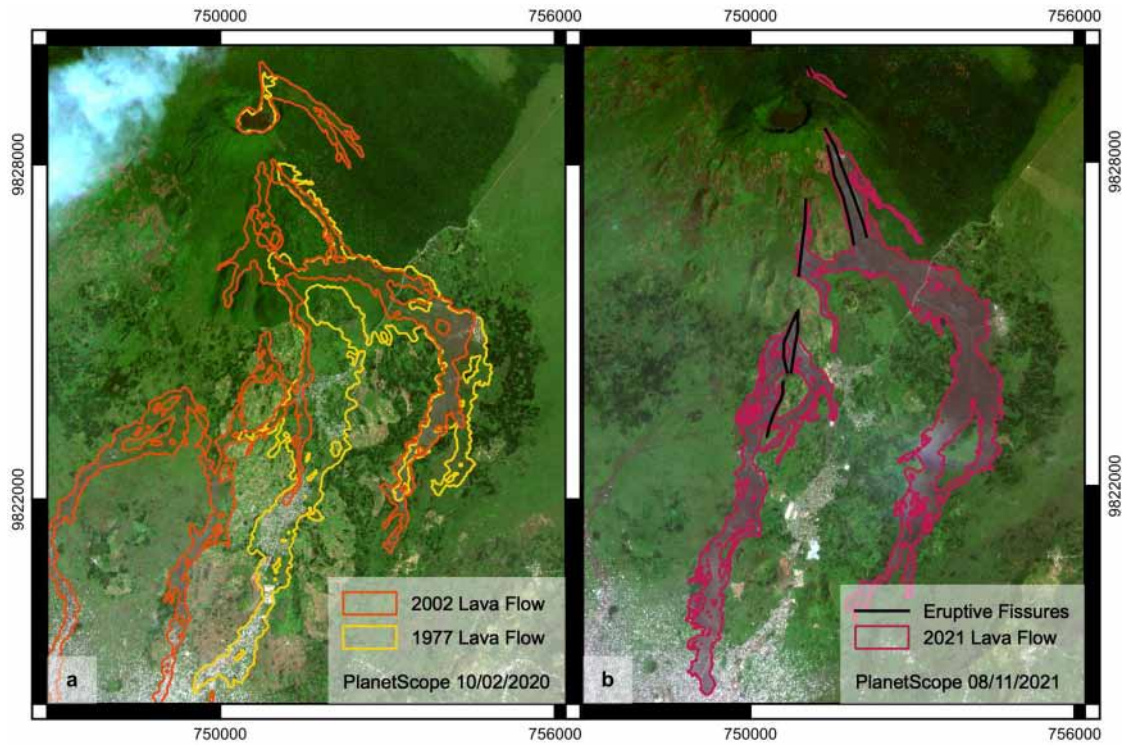 750000 756000 750000 756000
9828000 9828000
9822000 9822000
2002 Lava Flow
1977 Lava Flow
a PlanetScope 10/02/2020
Eruptive Fissures
2021 Lava Flow
b PlanetScope 08/11/2021
750000 756000 750000 756000